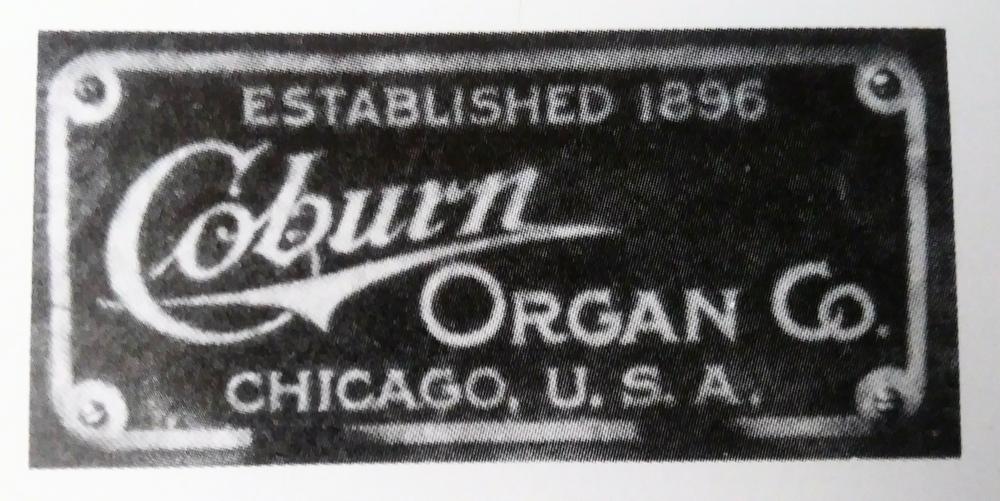 ESTABLISHED 1896
Coburn
ORGAN Co.
CHICAGO, U. S. A.